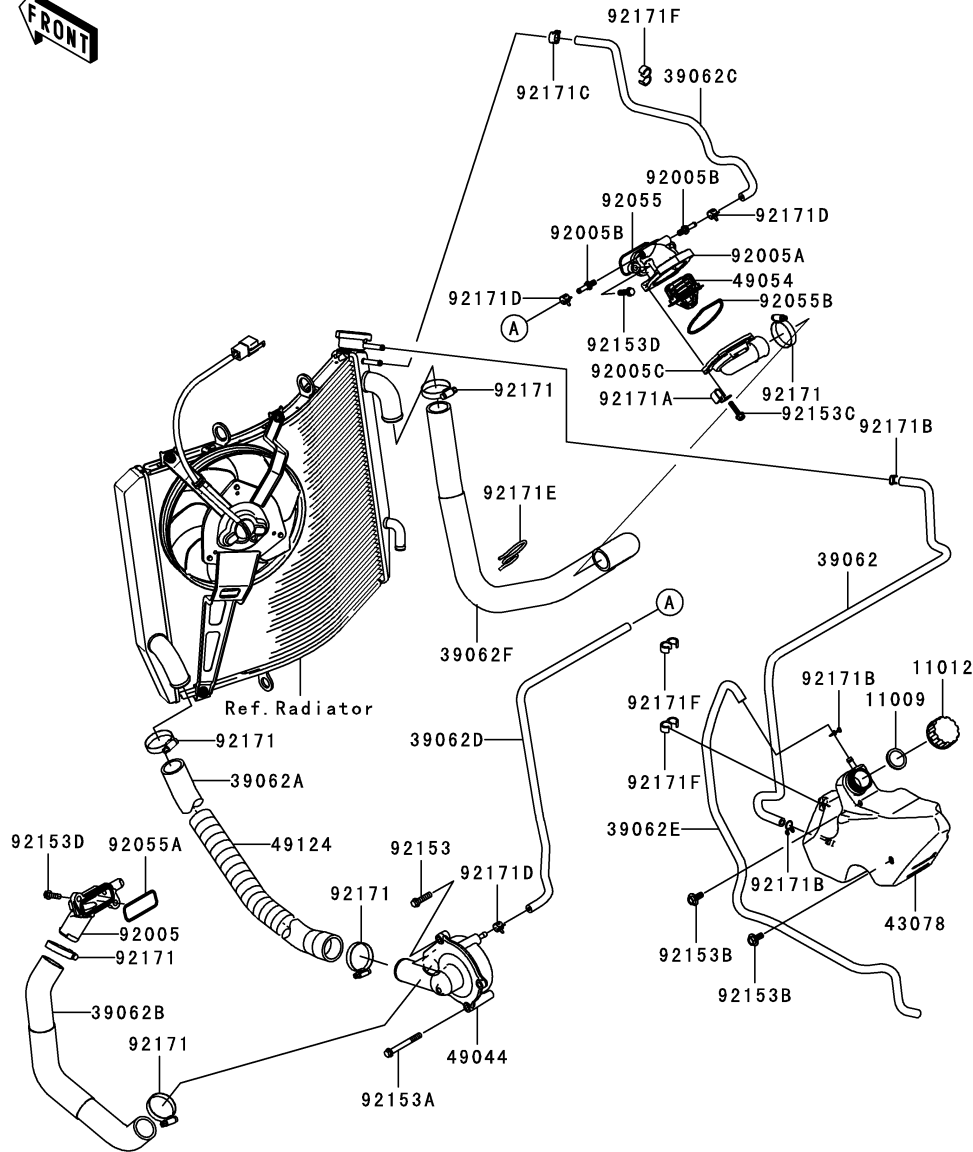 FRONT
92171F
92171C
39062C
92005B
92055
92171D
92005B
92005A
49054
92171D
92055B
A
92153D
92005C
92171
92171A
92171
92153C
92171B
92171E
39062
A
39062F
11012
92171B
92171F
11009
Ref.Radiator
92171
39062D
92171F
39062A
39062E
92153D
92055A
49124
92153
92171D
92171
92171B
92005
43078
92171
92153B
92153B
39062B
92171
49044
92153A